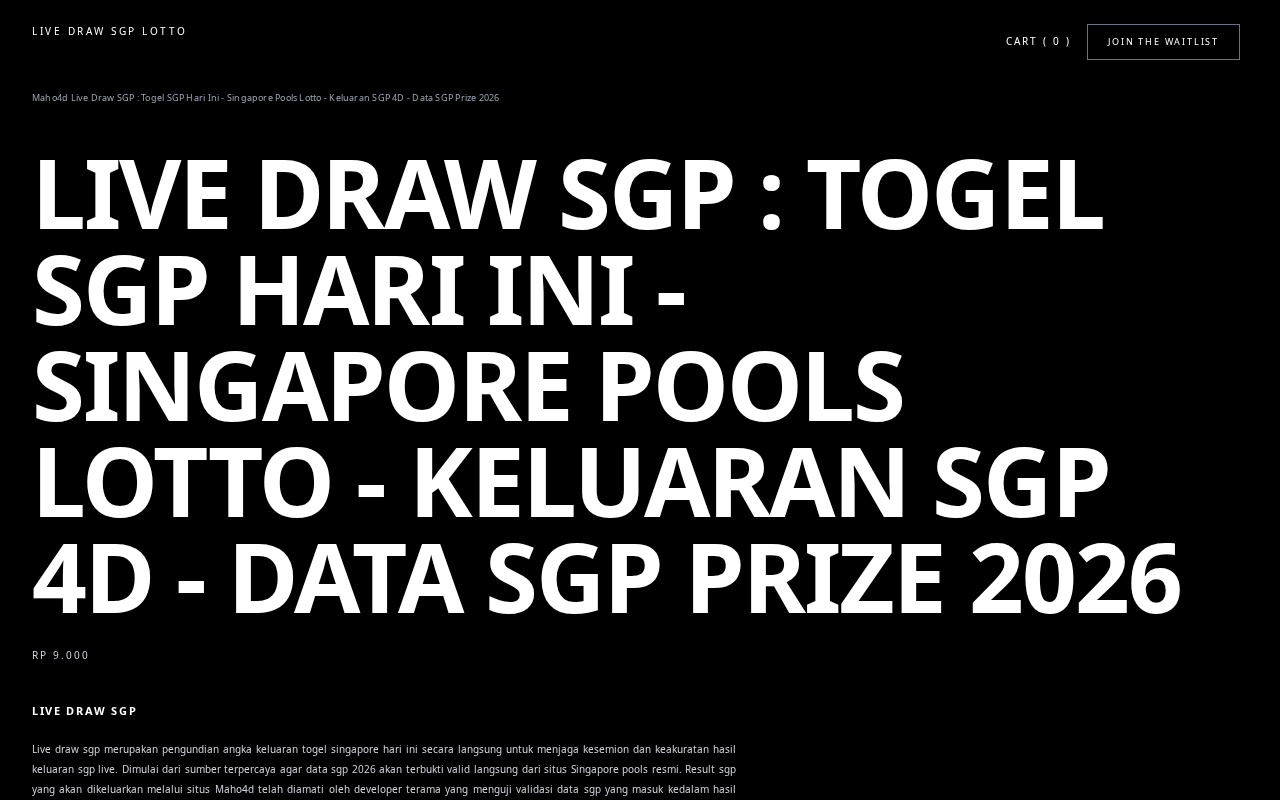 LIVE DRAW SGP LOTTO
CART ( 0 )
JOIN THE WAITLIST
Maho4d Live Draw SGP : Togel SGP Hari Ini - Singapore Pools Lotto - Keluaran SGP 4D - Data SGP Prize 2026
LIVE DRAW SGP : TOGEL
SGP HARI INI -
SINGAPORE POOLS
LOTTO - KELUARAN SGP
4D - DATA SGP PRIZE 2026
RP 9.000
LIVE DRAW SGP
Live draw sgp merupakan pengundian angka keluaran togel singapore hari ini secara langsung untuk menjaga kesemion dan keakuratan hasil
keluaran sgp live. Dimulai dari sumber terpercaya agar data sgp 2026 akan terbukti valid langsung dari situs Singapore pools resmi. Result sgp
yang akan dikeluarkan melalui situs Maho4d telah diamati oleh developer terama yang menguji validasi data sgp yang masuk kedalam hasil